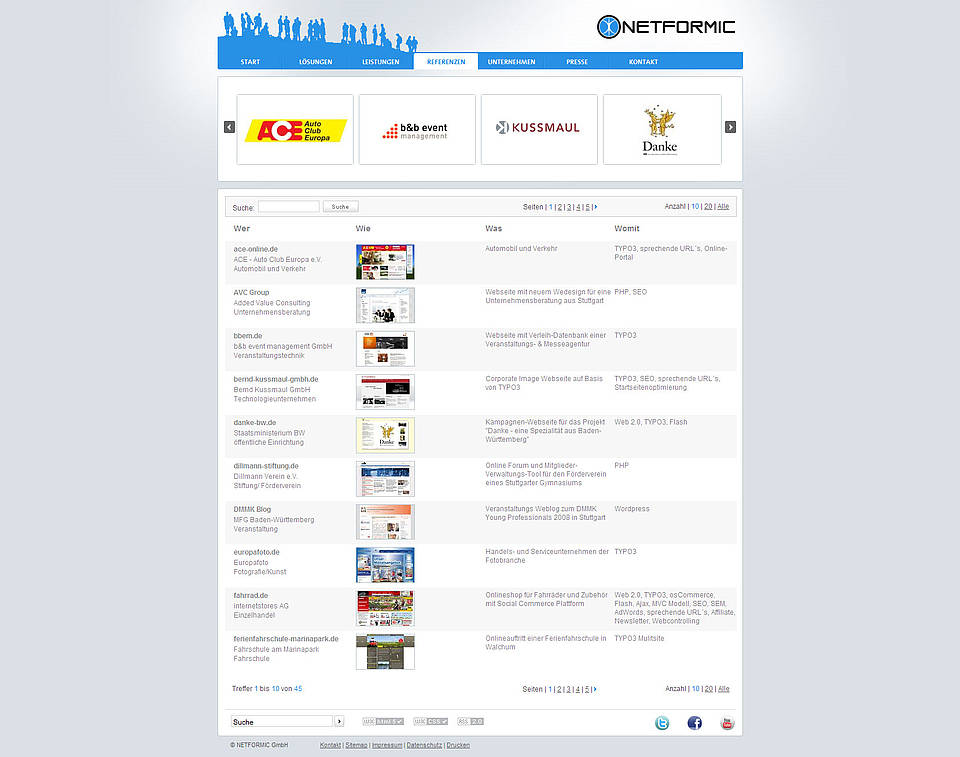 NETFORMIC
START LÖSUNGEN LEISTUNGEN REFERENZEN UNTERNEHMEN PRESSE KONTAKT
ACE Auto Club Europa
b&b event management
KUSSMAUL
Danke
Suche: Suche Seiten | 1 | 2 | 3 | 4 | 5 | Anzahl | 10 | 20 | Alle
Wer Wie Was Womit
ace-online.de
ACE - Auto Club Europa e.V.
Automobil und Verkehr
Automobil und Verkehr
TYPO3, sprechende URL´s, Online-
Portal
AVC Group
Added Value Consulting
Unternehmensberatung
Webseite mit neuem Wedesign für eine
Unternehmensberatung aus Stuttgart
PHP, SEO
bbem.de
b&b event management GmbH
Veranstaltungstechnik
Webseite mit Verleih-Datenbank einer
Veranstaltungs- & Messeagentur
TYPO3
bernd-kussmaul-gmbh.de
Bernd Kussmaul GmbH
Technologieunternehmen
Corporate Image Webseite auf Basis
von TYPO3
TYPO3, SEO, sprechende URL´s,
Startseitenoptimierung
danke-bw.de
Staatsministerium BW
öffentliche Einrichtung
Kampagnen-Webseite für das Projekt
"Danke - eine Spezialität aus Baden-
Württemberg"
Web 2.0, TYPO3, Flash
dillmann-stiftung.de
Dillmann Verein e.V.
Stiftung/ Förderverein
Online Forum und Mitglieder-
Verwaltungs-Tool für den Förderverein
eines Stuttgarter Gymnasiums
PHP
DMMK Blog
MFG Baden-Württemberg
Veranstaltung
Veranstaltungs Weblog zum DMMK
Young Professionals 2008 in Stuttgart
Wordpress
europafoto.de
Europafoto
Fotografie/Kunst
Handels- und Serviceunternehmen der
Fotobranche
TYPO3
fahrrad.de
internetstores AG
Einzelhandel
Onlineshop für Fahrräder und Zubehör
mit Social Commerce Plattform
Web 2.0, TYPO3, osCommerce,
Flash, Ajax, MVC Modell, SEO, SEM,
AdWords, sprechende URL´s, Affiliate,
Newsletter, Webcontrolling
ferienfahrschule-marinapark.de
Fahrschule am Marinapark
Fahrschule
Onlineauftritt einer Ferienfahrschule in
Walchum
TYPO3 Multsite
Treffer 1 bis 10 von 45 Seiten | 1 | 2 | 3 | 4 | 5 | Anzahl | 10 | 20 | Alle
Suche
© NETFORMIC GmbH Kontakt | Sitemap | Impressum | Datenschutz | Drucken